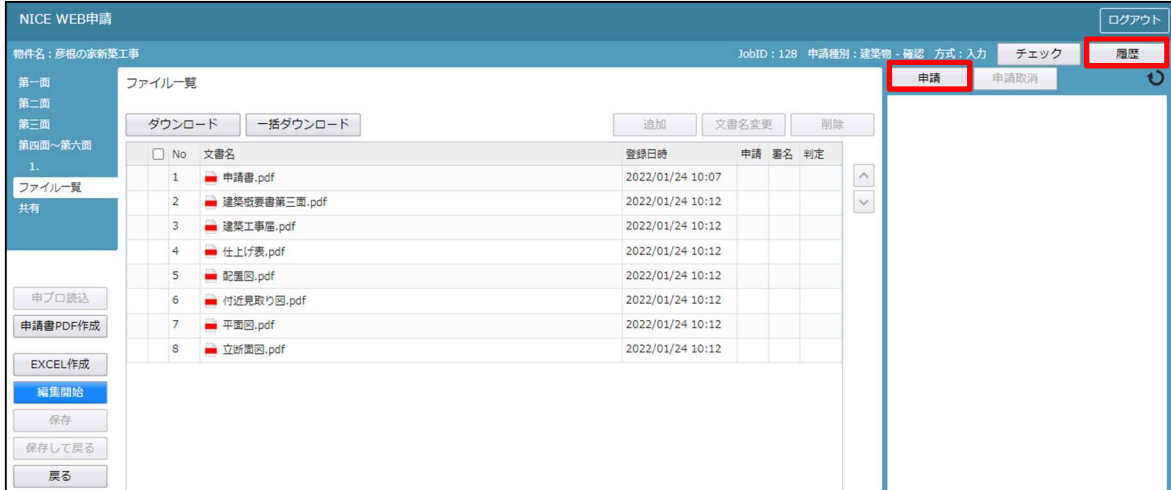 NICE WEB申請
ログアウト
物件名：彦根の家新築工事
JobID：128 申請種別：建築物 - 確認 方式：入力
チェック
履歴
第一面
第二面
第三面
第四面～第六面
1.
ファイル一覧
共有
申プロ読込
申請書PDF作成
EXCEL作成
編集開始
保存
保存して戻る
戻る
ファイル一覧
ダウンロード 一括ダウンロード 追加 文書名変更 削除
No 文書名 登録日時 申請 署名 判定
1 申請書.pdf 2022/01/24 10:07
2 建築概要書第三面.pdf 2022/01/24 10:12
3 建築工事届.pdf 2022/01/24 10:12
4 仕上げ表.pdf 2022/01/24 10:12
5 配置図.pdf 2022/01/24 10:12
6 付近見取り図.pdf 2022/01/24 10:12
7 平面図.pdf 2022/01/24 10:12
8 立断面図.pdf 2022/01/24 10:12
申請 申請取消